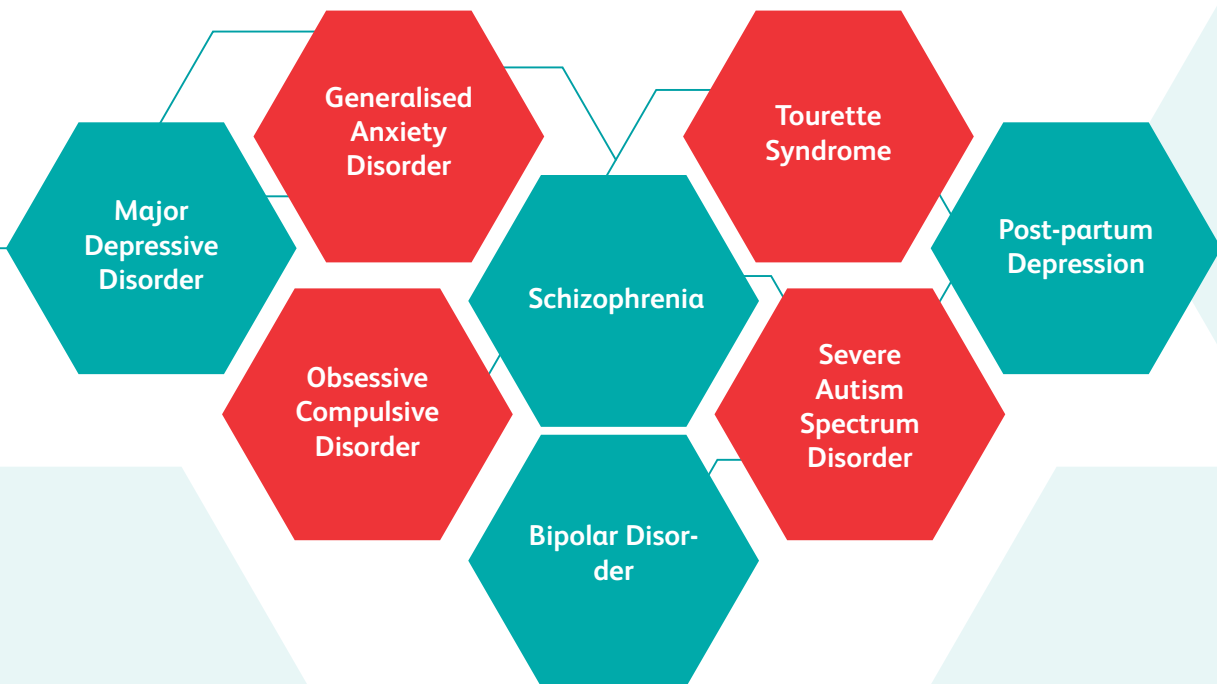 Generalised
Anxiety
Disorder
Tourette
Syndrome
Major
Depressive
Disorder
Post-partum
Depression
Schizophrenia
Obsessive
Compulsive
Disorder
Severe
Autism
Spectrum
Disorder
Bipolar Disor-
der